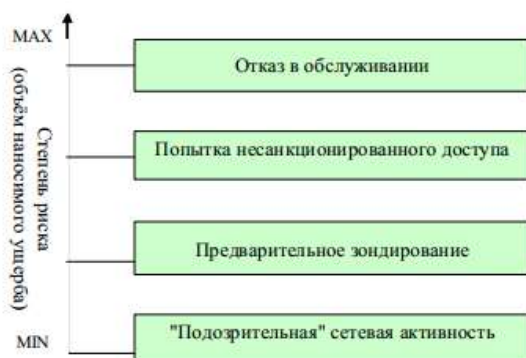 MAX
Отказ в обслуживании
Попытка несанкционированного доступа
Степень риска
(объём наносимого ущерба)
Предварительное зондирование
"Подозрительная" сетевая активность
MIN